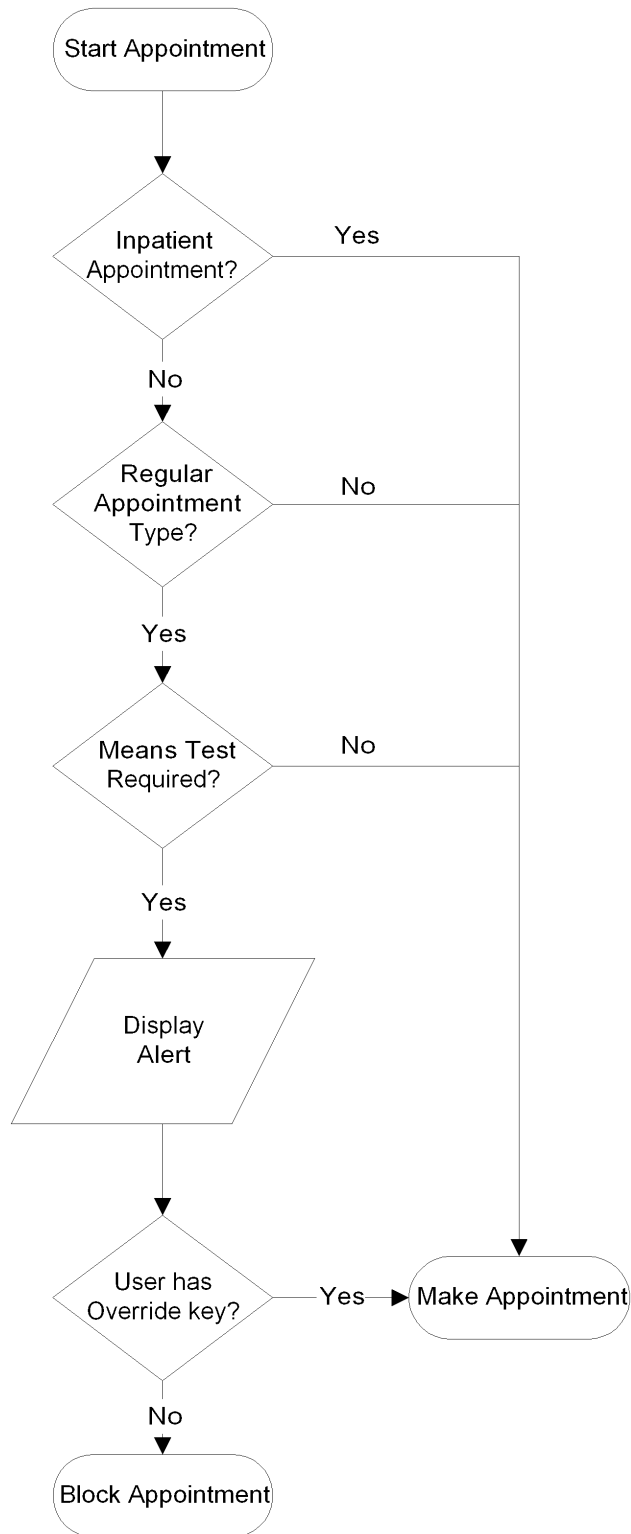 Start Appointment
Inpatient
Appointment?
Yes
No
Regular
Appointment
Type?
No
Yes
Means Test
Required?
No
Yes
Display
Alert
User has
Override key?
Yes
Make Appointment
No
Block Appointment